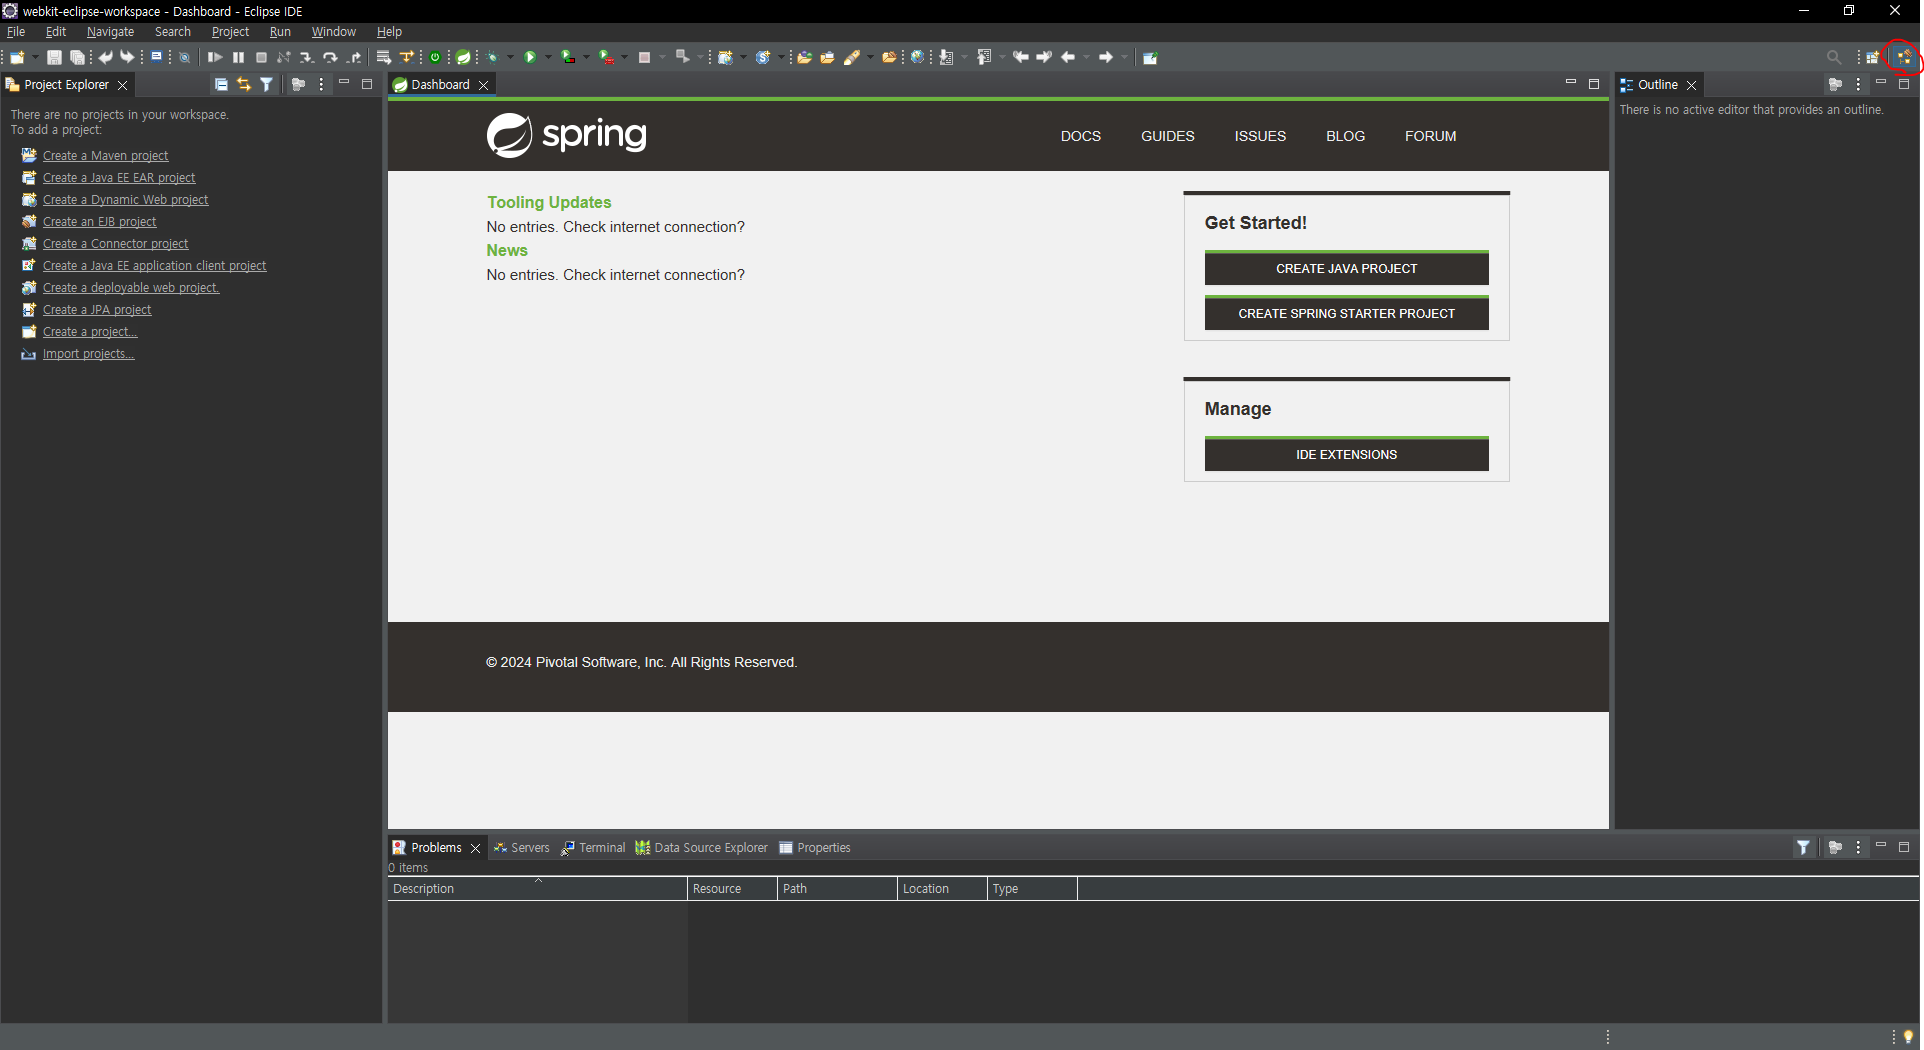 webkit-eclipse-workspace - Dashboard - Eclipse IDE
File Edit Navigate Search Project Run Window Help
Project Explorer
There are no projects in your workspace.
To add a project:
Create a Maven project
Create a Java EE EAR project
Create a Dynamic Web project
Create an EJB project
Create a Connector project
Create a Java EE application client project
Create a deployable web project.
Create a JPA project
Create a project...
Import projects...
Dashboard
spring
DOCS GUIDES ISSUES BLOG FORUM
Tooling Updates
No entries. Check internet connection?
News
No entries. Check internet connection?
Get Started!
CREATE JAVA PROJECT
CREATE SPRING STARTER PROJECT
Manage
IDE EXTENSIONS
© 2024 Pivotal Software, Inc. All Rights Reserved.
Outline
There is no active editor that provides an outline.
Problems Servers Terminal Data Source Explorer Properties
0 items
Description Resource Path Location Type